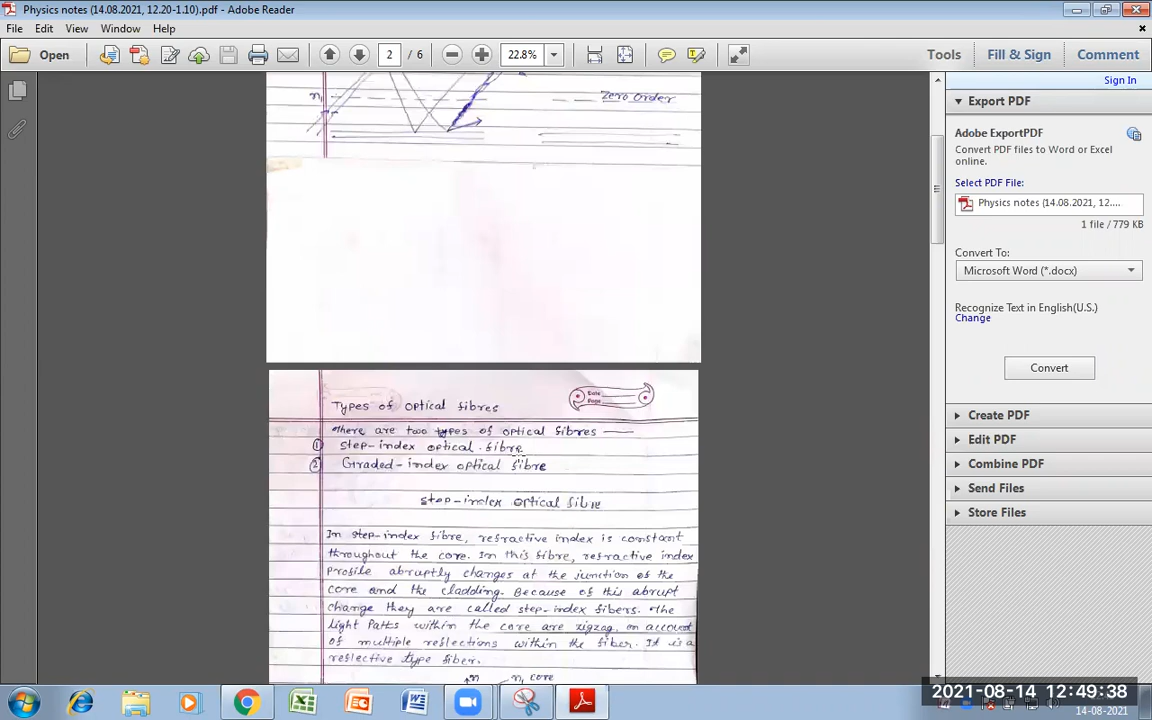 Physics notes (14.08.2021, 12.20-1.10).pdf - Adobe Reader
File Edit View Window Help
Open 2 / 6 22.8% Tools Fill & Sign Comment
Sign In
Export PDF
Adobe ExportPDF
Convert PDF files to Word or Excel
online.
Select PDF File:
Physics notes (14.08.2021, 12....
1 file / 779 KB
Convert To:
Microsoft Word (*.docx)
Recognize Text in English(U.S.)
Change
Convert
Create PDF
Edit PDF
Combine PDF
Send Files
Store Files
n1 Zero Order
Date
Page
Types of optical fibres
There are two types of optical fibres
① Step-index optical fibre
② Graded-index optical fibre
Step-index optical fibre
In step-index fibre, refractive index is constant
throughout the core. In this fibre, refractive index
profile abruptly changes at the junction of the
core and the cladding. Because of this abrupt
change they are called step-index fibers. The
light Paths within the core are zigzag, on account
of multiple reflections within the fiber. It is a
reflective type fiber.
n n1 core
2021-08-14 12:49:38
14-08-2021